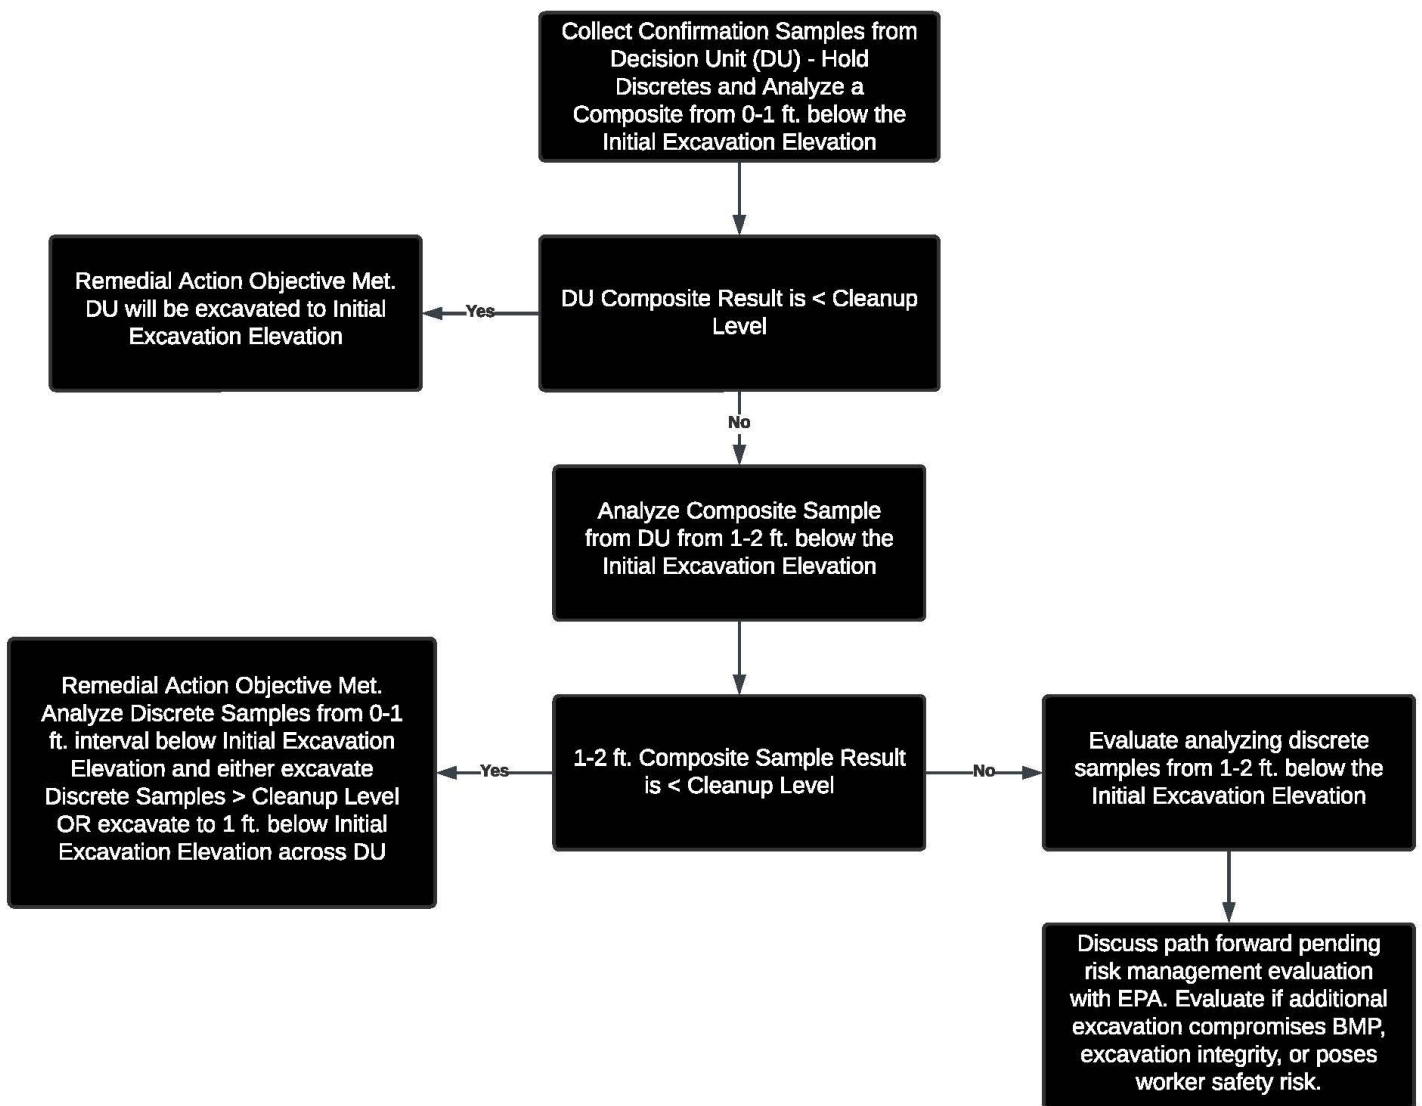 Collect Confirmation Samples from
Decision Unit (DU) - Hold
Discretes and Analyze a
Composite from 0-1 ft. below the
Initial Excavation Elevation
Remedial Action Objective Met.
DU will be excavated to Initial
Excavation Elevation
Yes
DU Composite Result is < Cleanup
Level
No
Analyze Composite Sample
from DU from 1-2 ft. below the
Initial Excavation Elevation
Remedial Action Objective Met.
Analyze Discrete Samples from 0-1
ft. interval below Initial Excavation
Elevation and either excavate
Discrete Samples > Cleanup Level
OR excavate to 1 ft. below Initial
Excavation Elevation across DU
Yes
1-2 ft. Composite Sample Result
is < Cleanup Level
No
Evaluate analyzing discrete
samples from 1-2 ft. below the
Initial Excavation Elevation
Discuss path forward pending
risk management evaluation
with EPA. Evaluate if additional
excavation compromises BMP,
excavation integrity, or poses
worker safety risk.